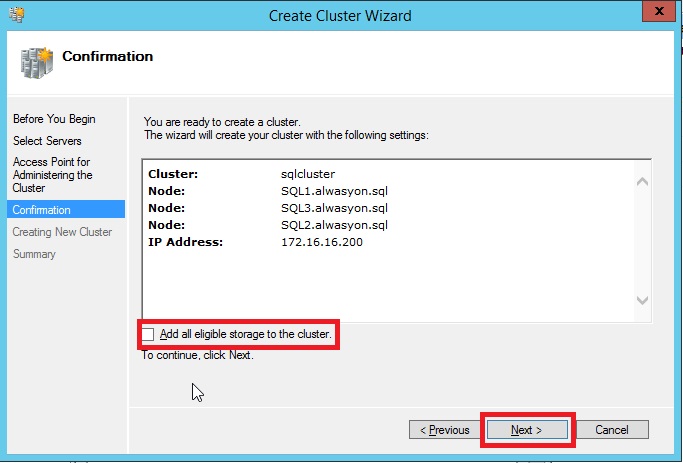 Create Cluster Wizard
x
Confirmation
Before You Begin
Select Servers
Access Point for
Administering the
Cluster
Confirmation
Creating New Cluster
Summary
You are ready to create a cluster.
The wizard will create your cluster with the following settings:
Cluster: sqlcluster
Node: SQL1.alwasyon.sql
Node: SQL3.alwasyon.sql
Node: SQL2.alwasyon.sql
IP Address: 172.16.16.200
Add all eligible storage to the cluster.
To continue, click Next.
< Previous
Next >
Cancel